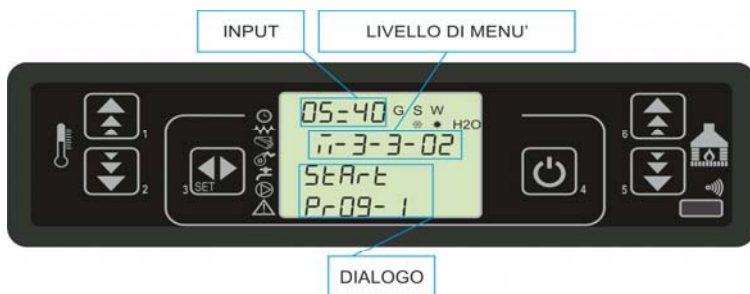 INPUT
LIVELLO DI MENU'
05:40 G S W
H2O
n-3-3-02
StArt
Pr09-1
1
2
3
SET
4
6
5
DIALOGO